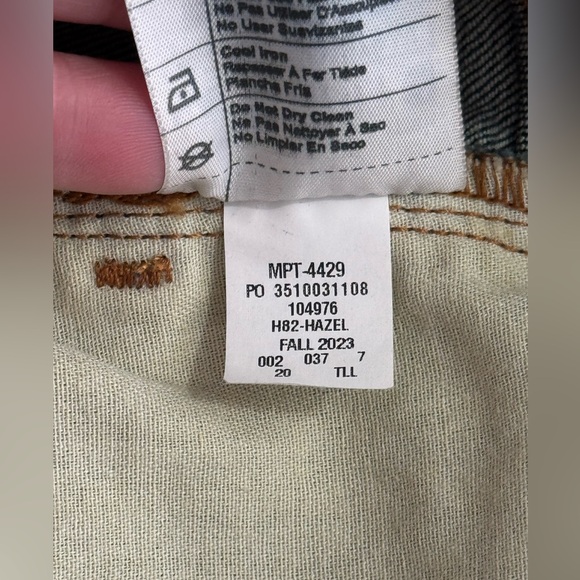 Ne Pas Utiliser D'Assouplis
No Usar Suavizantes
Cool Iron
Repasser À Fer Tiède
Plancha Fria
Do Not Dry Clean
Ne Pas Nettoyer À Sec
No Limpiar En Seco
MPT-4429
PO 3510031108
104976
H82-HAZEL
FALL 2023
002 037 7
20 TLL